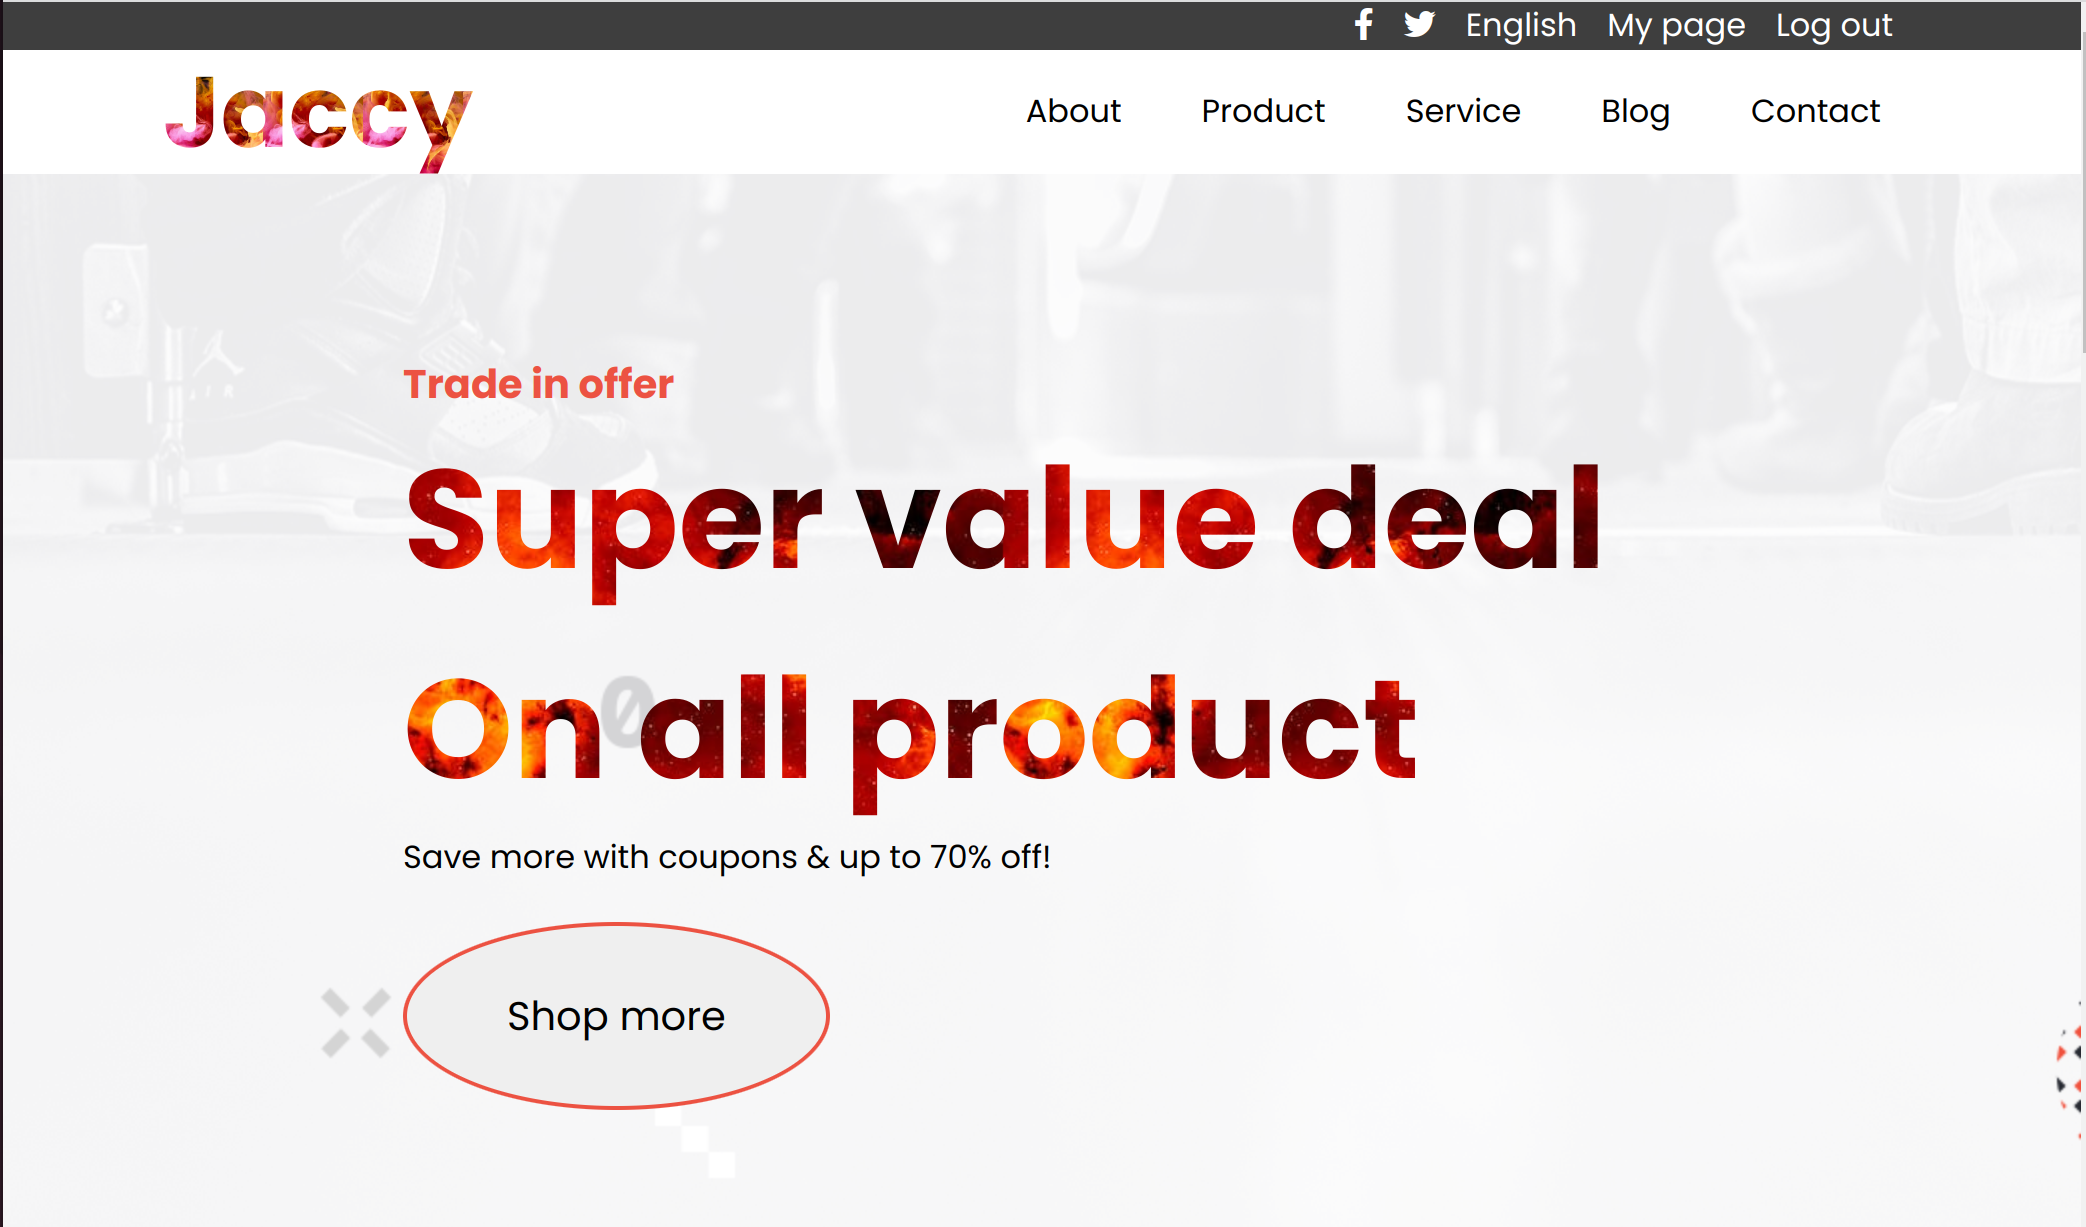 English My page Log out
Jaccy
About Product Service Blog Contact
Trade in offer
Super value deal
On all product
Save more with coupons & up to 70% off!
Shop more